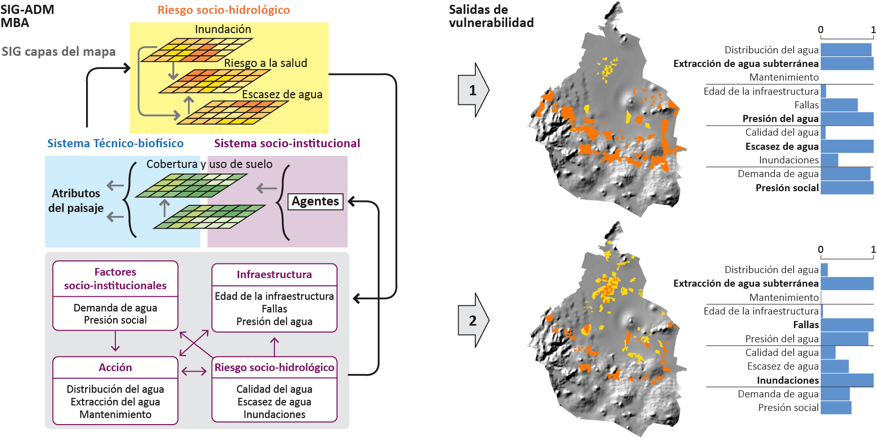 SIG-ADM
MBA
Riesgo socio-hidrológico
SIG capas del mapa
Inundación
Riesgo a la salud
Escasez de agua
Sistema Técnico-biofísico
Sistema socio-institucional
Cobertura y uso de suelo
Atributos
del paisaje
Agentes
Factores
socio-institucionales
Demanda de agua
Presión social
Infraestructura
Edad de la infraestructura
Fallas
Presión del agua
Acción
Distribución del agua
Extracción del agua
Mantenimiento
Riesgo socio-hidrológico
Calidad del agua
Escasez de agua
Inundaciones
Salidas de
vulnerabilidad
1
0 1
Distribución del agua
Extracción de agua subterránea
Mantenimiento
Edad de la infraestructura
Fallas
Presión del agua
Calidad del agua
Escasez de agua
Inundaciones
Demanda de agua
Presión social
2
0 1
Distribución del agua
Extracción de agua subterránea
Mantenimiento
Edad de la infraestructura
Fallas
Presión del agua
Calidad del agua
Escasez de agua
Inundaciones
Demanda de agua
Presión social